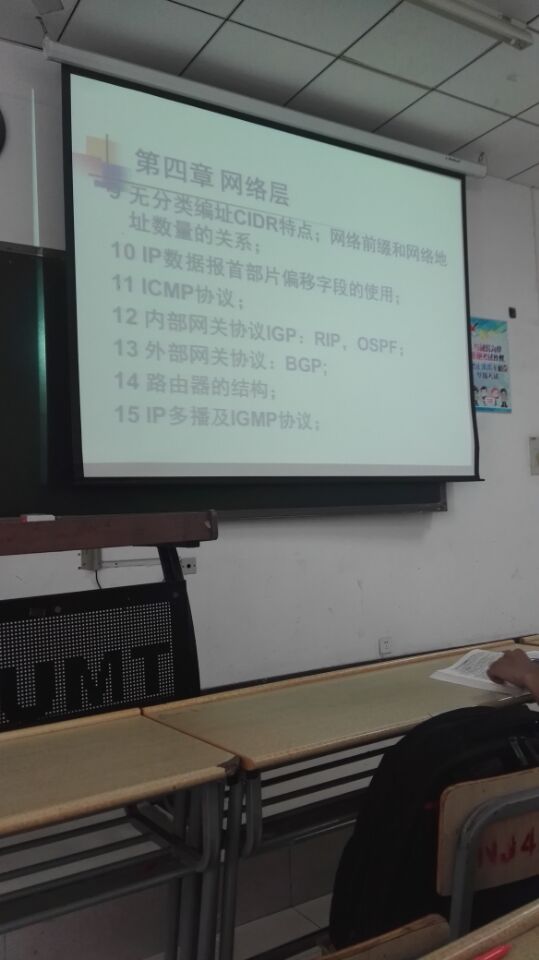 第四章 网络层
9 无分类编址CIDR特点；网络前缀和网络地
址数量的关系；
10 IP数据报首部片偏移字段的使用；
11 ICMP协议；
12 内部网关协议IGP：RIP，OSPF；
13 外部网关协议：BGP；
14 路由器的结构；
15 IP多播及IGMP协议；
UMT
NJ4